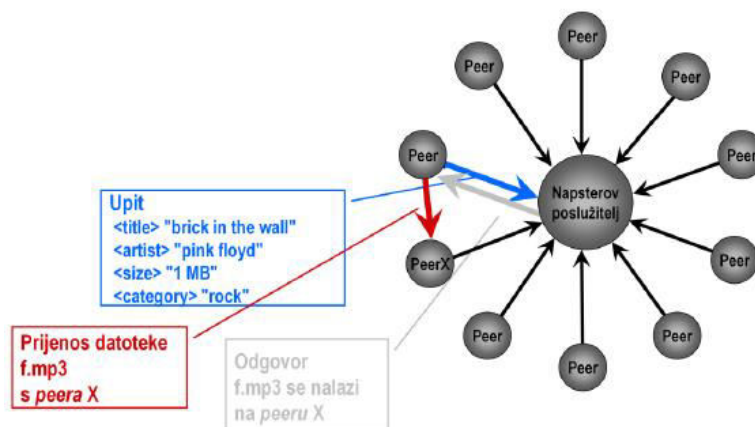 Peer
Peer
Peer
Peer
Peer
Napsterov
poslužitelj
Upit
<title> "brick in the wall"
<artist> "pink floyd"
<size> "1 MB"
<category> "rock"
PeerX
Peer
Prijenos datoteke
f.mp3
s peera X
Odgovor
f.mp3 se nalazi
na peeru X
Peer
Peer
Peer